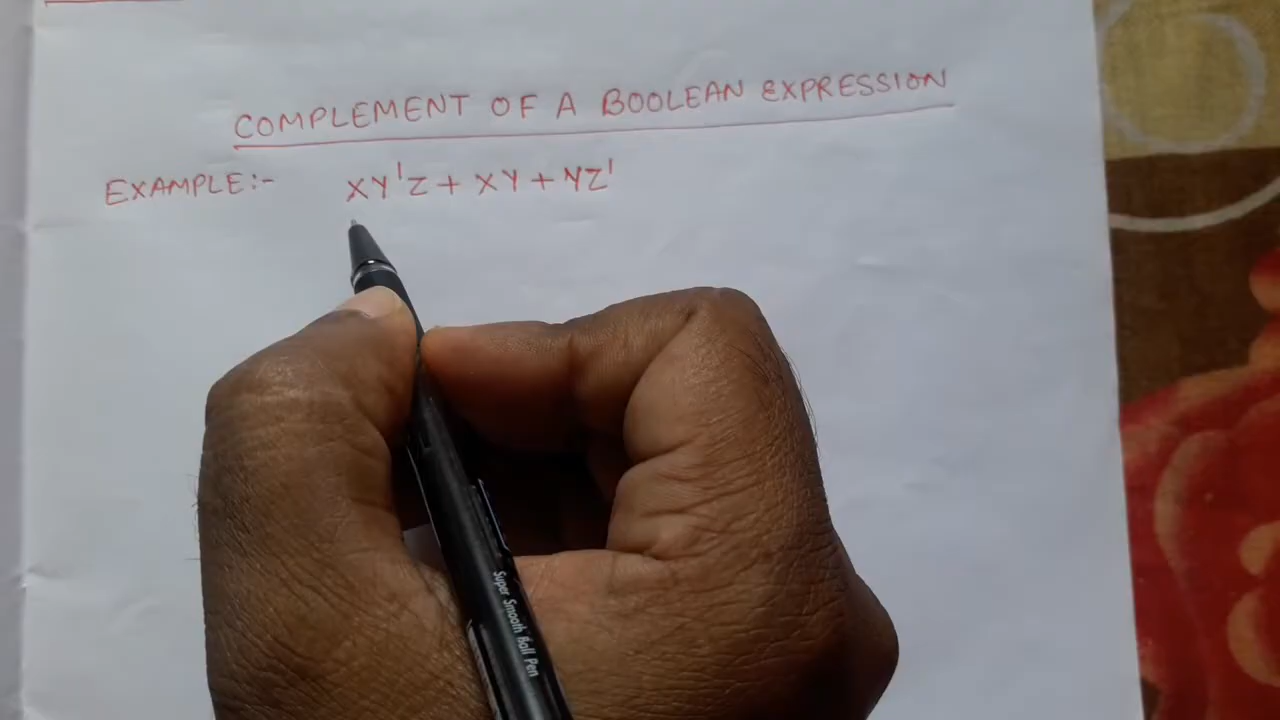 COMPLEMENT OF A BOOLEAN EXPRESSION
EXAMPLE:- XY'Z + XY + YZ'
Super Smooth Ball Pen